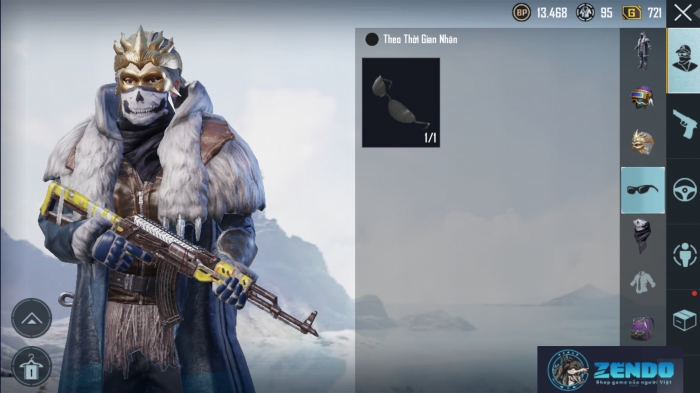 BP 13.468 95 G 721
Theo Thời Gian Nhận
1/1
ZENDO
Shop game của người Việt